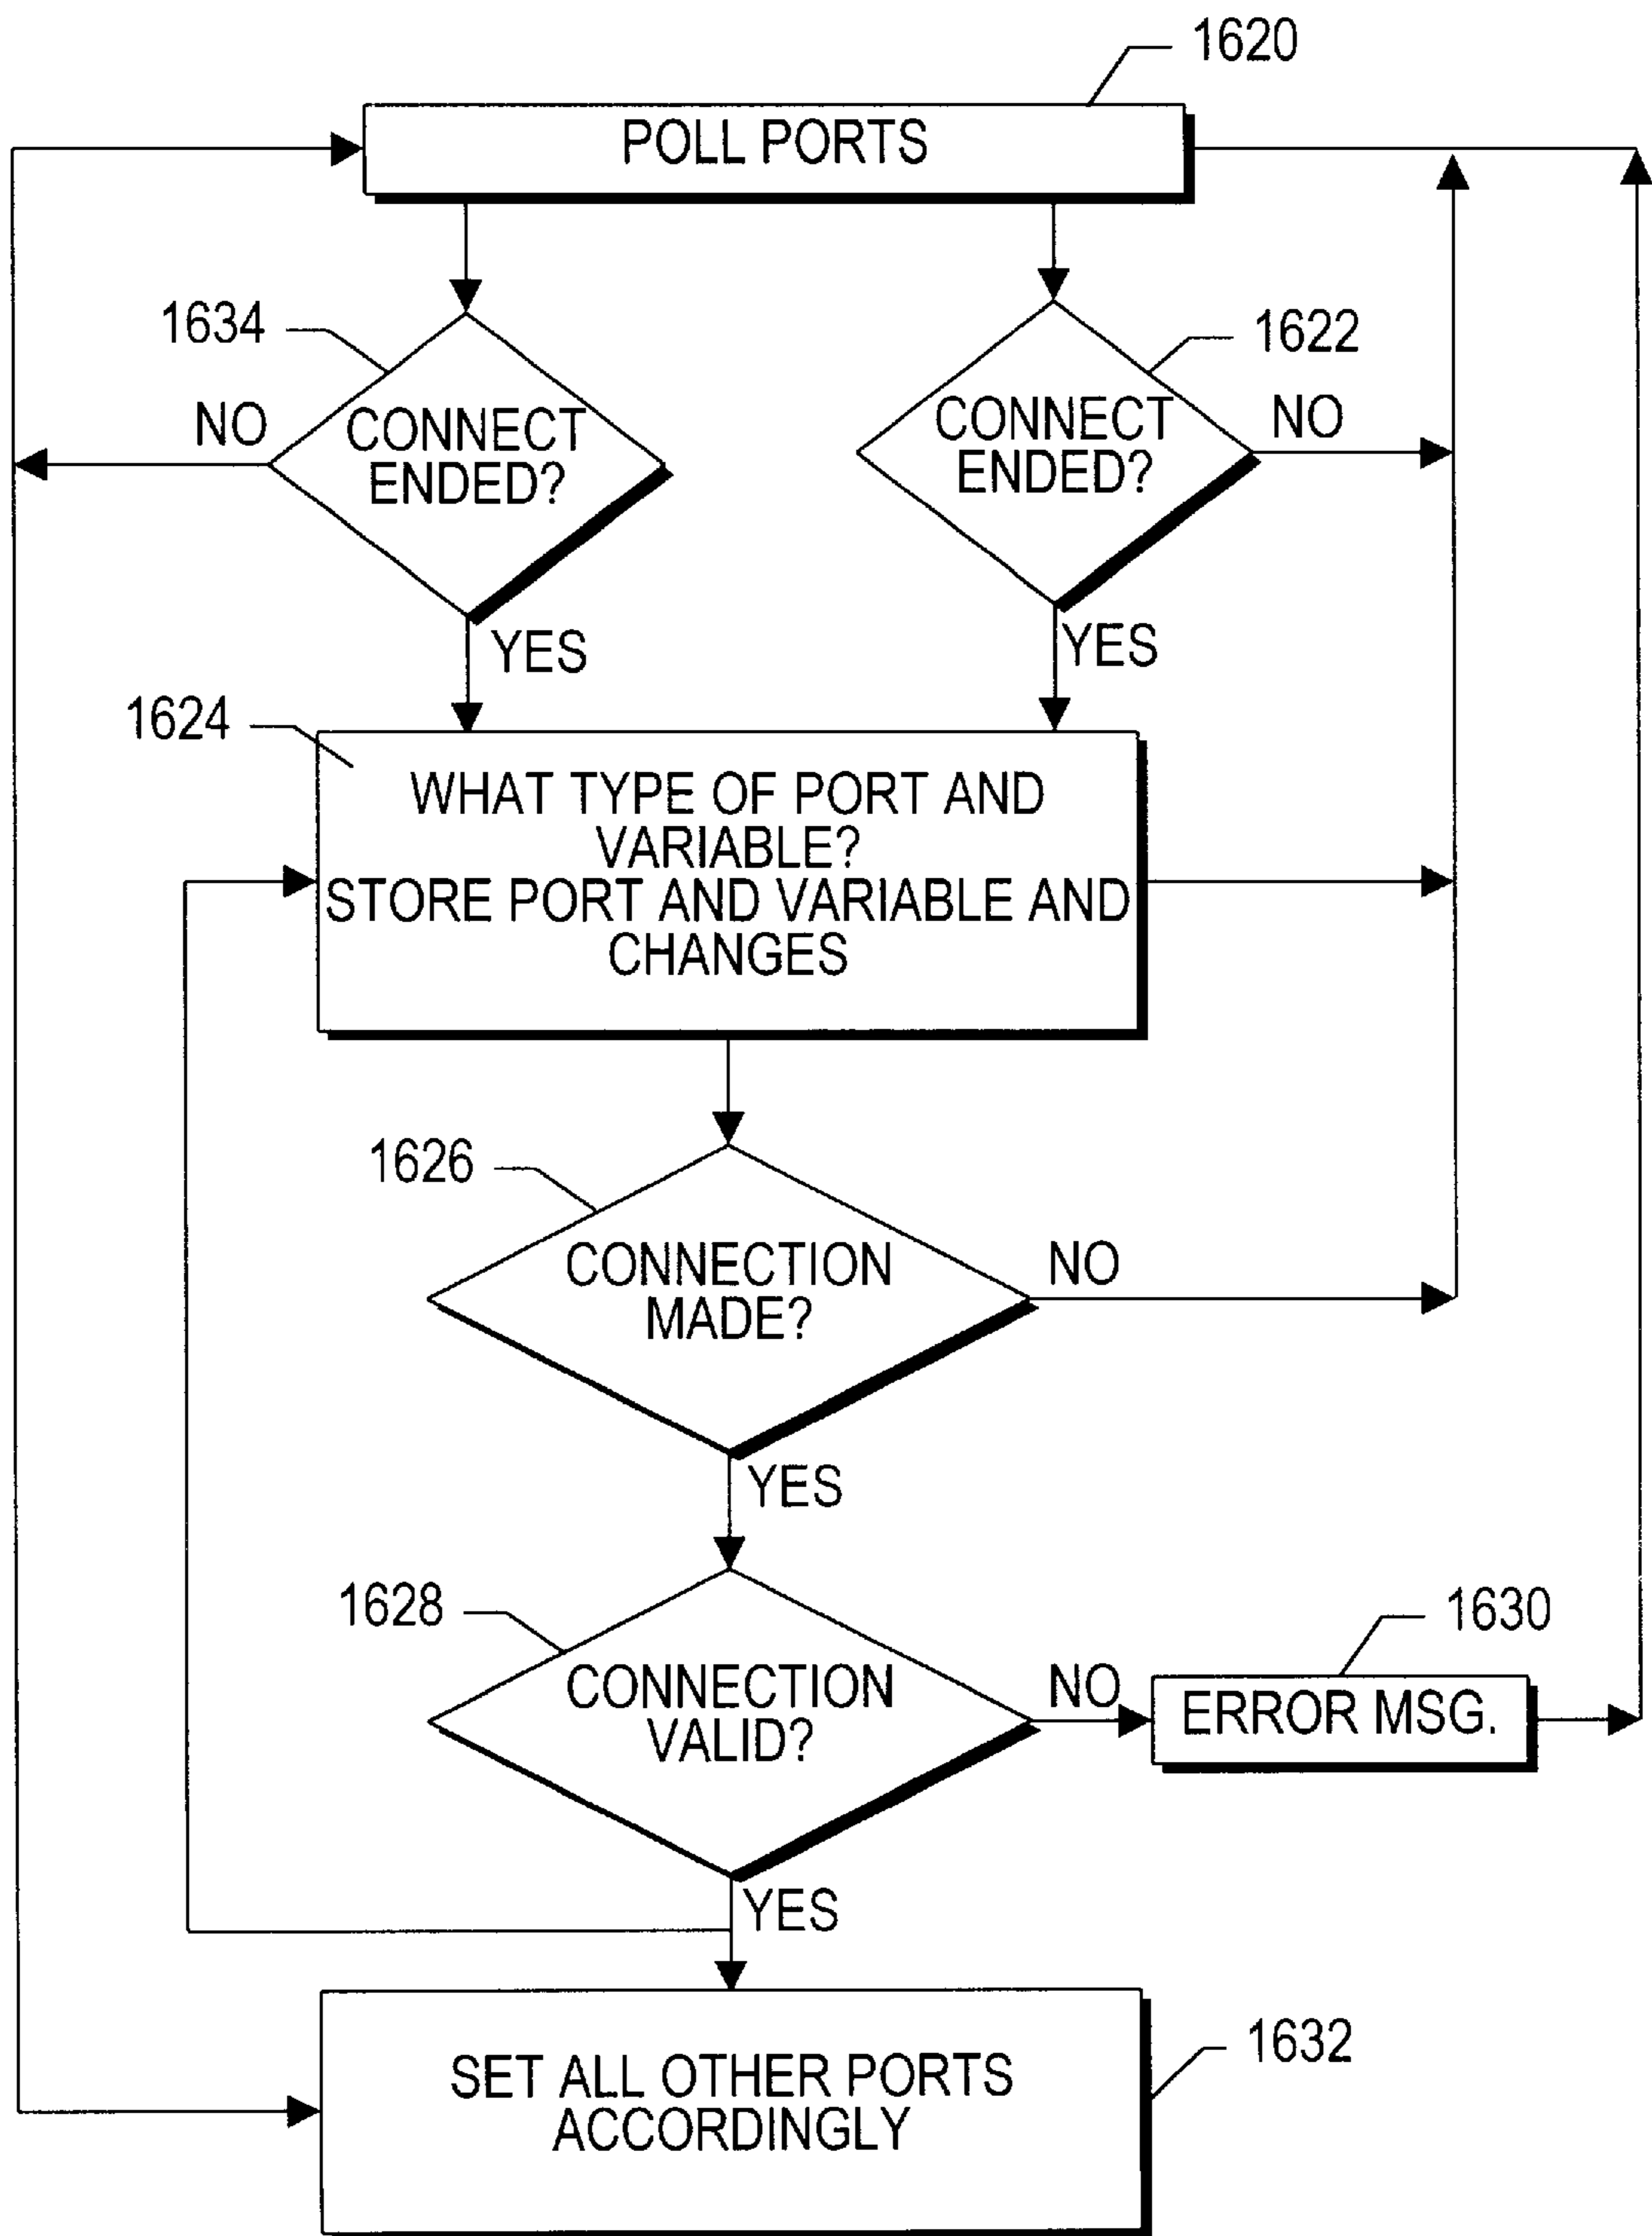 1620
POLL PORTS
1634
1622
NO
CONNECT
ENDED?
CONNECT
ENDED?
NO
YES
YES
1624
WHAT TYPE OF PORT AND
VARIABLE?
STORE PORT AND VARIABLE AND
CHANGES
1626
CONNECTION
MADE?
NO
YES
1628
CONNECTION
VALID?
NO
1630
ERROR MSG.
YES
SET ALL OTHER PORTS
ACCORDINGLY
1632